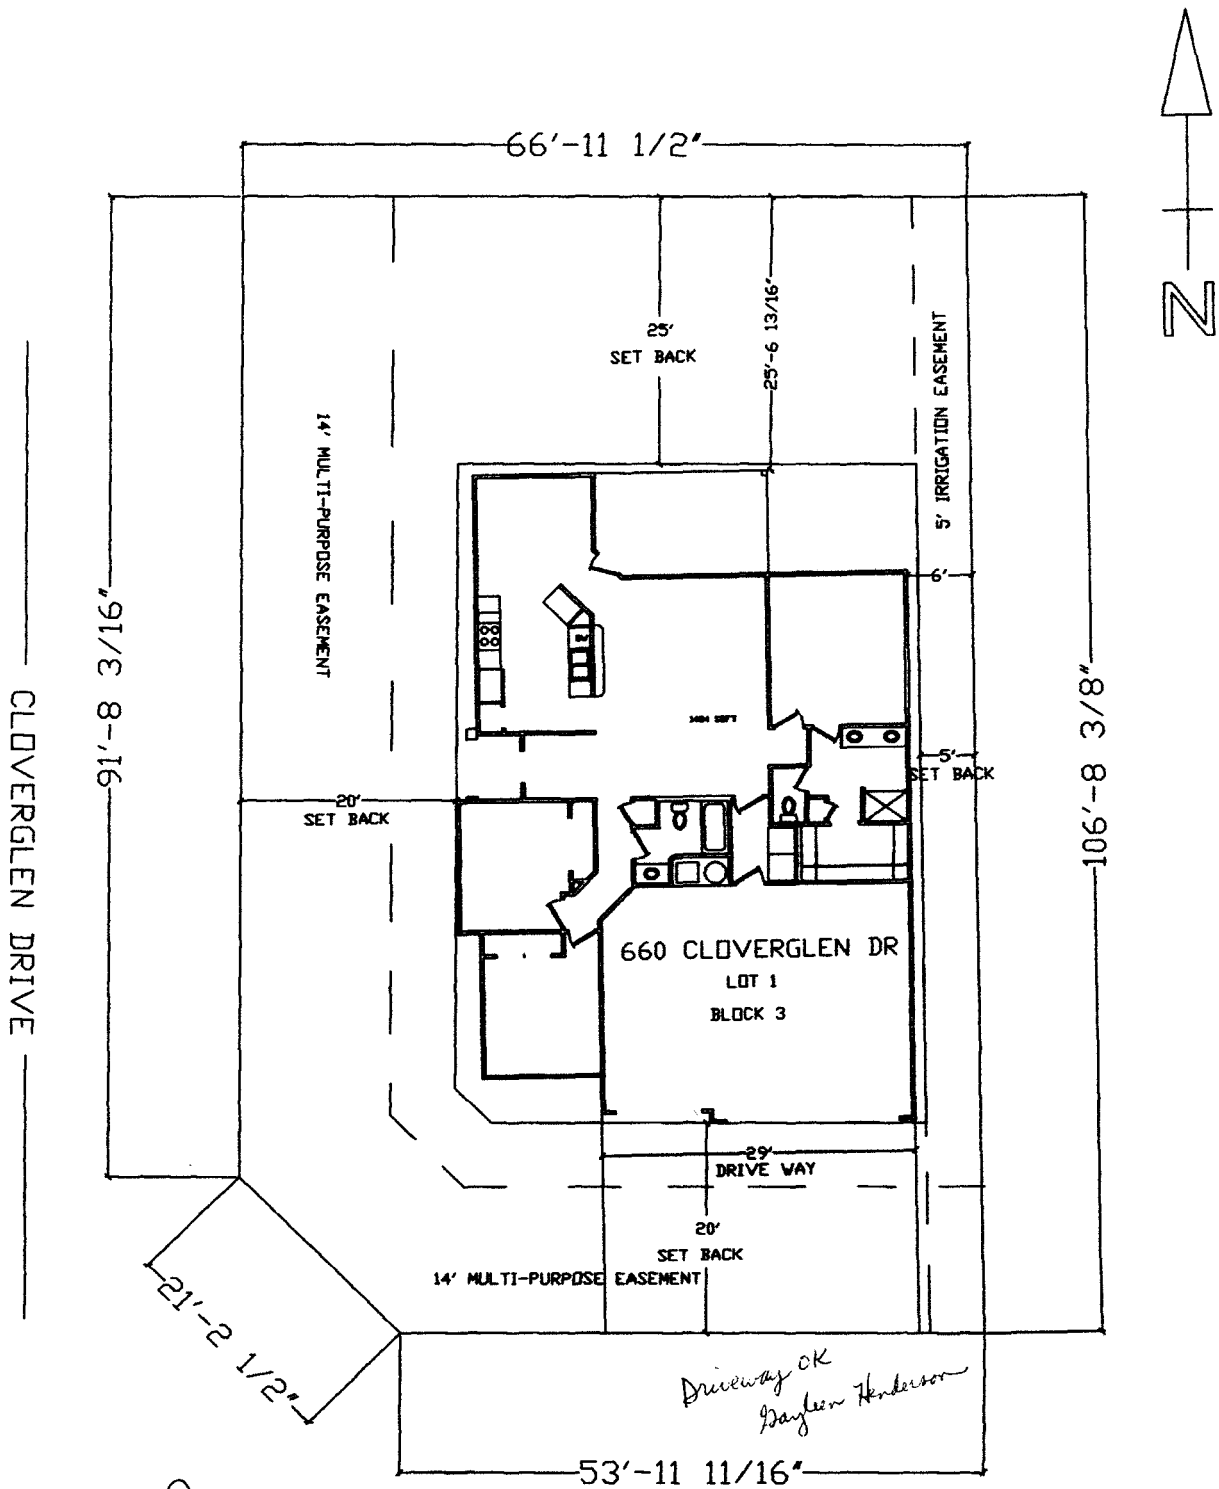 66'-11 1/2"
N
25'
SET BACK
25'-6 13/16"
5' IRRIGATION EASEMENT
14' MULTI-PURPOSE EASEMENT
6'
91'-8 3/16"
CLOVERGLEN DRIVE
106'-8 3/8"
5'
SET BACK
20'
SET BACK
660 CLOVERGLEN DR
LOT 1
BLOCK 3
29'
DRIVE WAY
20'
SET BACK
14' MULTI-PURPOSE EASEMENT
21'-2 1/2"
Driveway OK
Gayleen Henderson
53'-11 11/16"